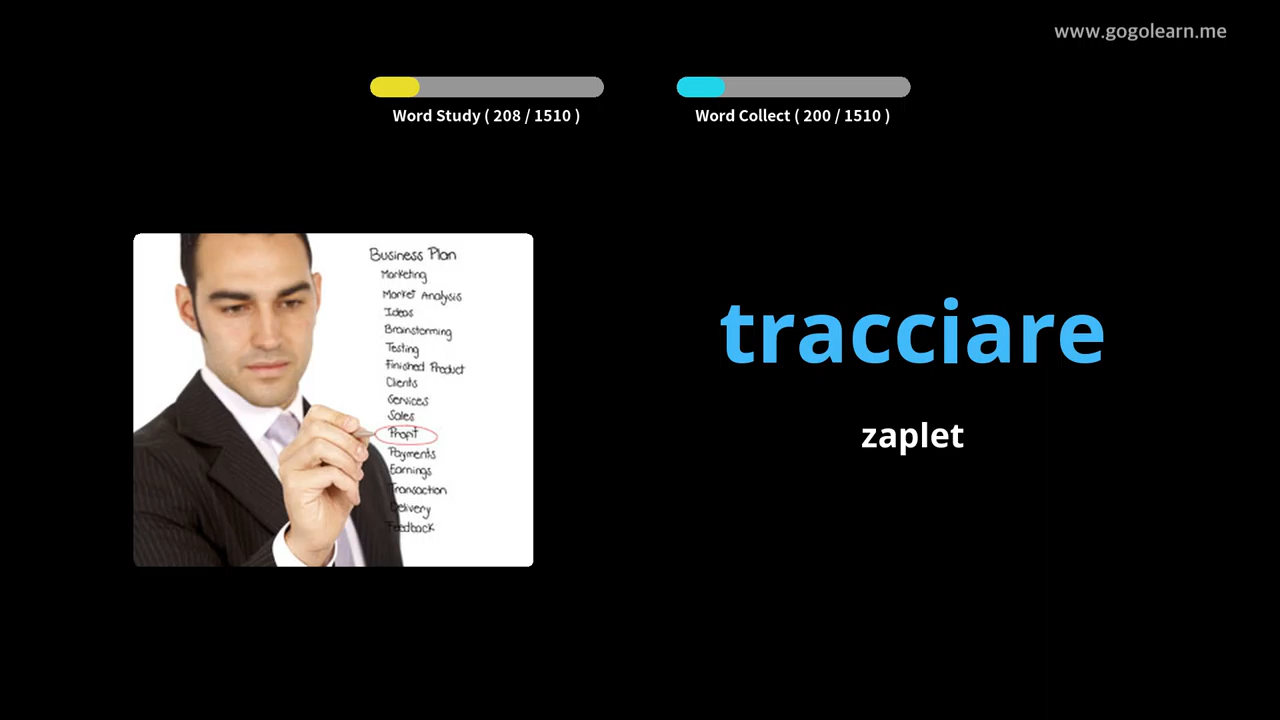 www.gogolearn.me
Word Study ( 208 / 1510 )
Word Collect ( 200 / 1510 )
Business Plan
Marketing
Market Analysis
Ideas
Brainstorming
Testing
Finished Product
Clients
Services
Sales
Profit
Payments
Earnings
Transaction
Delivery
Feedback
tracciare
zaplet